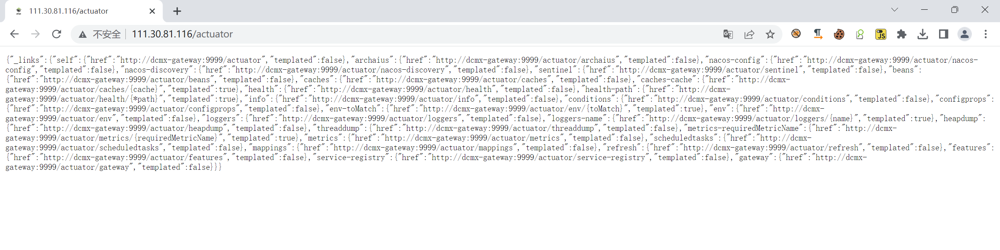 111.30.81.116/actuator
不安全 111.30.81.116/actuator
{"_links":{"self":{"href":"http://dcmx-gateway:9999/actuator","templated":false},"archaius":{"href":"http://dcmx-gateway:9999/actuator/archaius","templated":false},"nacos-config":{"href":"http://dcmx-gateway:9999/actuator/nacos-
config","templated":false},"nacos-discovery":{"href":"http://dcmx-gateway:9999/actuator/nacos-discovery","templated":false},"sentinel":{"href":"http://dcmx-gateway:9999/actuator/sentinel","templated":false},"beans":
{"href":"http://dcmx-gateway:9999/actuator/beans","templated":false},"caches":{"href":"http://dcmx-gateway:9999/actuator/caches","templated":false},"caches-cache":{"href":"http://dcmx-
gateway:9999/actuator/caches/{cache}","templated":true},"health":{"href":"http://dcmx-gateway:9999/actuator/health","templated":false},"health-path":{"href":"http://dcmx-
gateway:9999/actuator/health/{*path}","templated":true},"info":{"href":"http://dcmx-gateway:9999/actuator/info","templated":false},"conditions":{"href":"http://dcmx-gateway:9999/actuator/conditions","templated":false},"configprops":
{"href":"http://dcmx-gateway:9999/actuator/configprops","templated":false},"env-toMatch":{"href":"http://dcmx-gateway:9999/actuator/env/{toMatch}","templated":true},"env":{"href":"http://dcmx-
gateway:9999/actuator/env","templated":false},"loggers":{"href":"http://dcmx-gateway:9999/actuator/loggers","templated":false},"loggers-name":{"href":"http://dcmx-gateway:9999/actuator/loggers/{name}","templated":true},"heapdump":
{"href":"http://dcmx-gateway:9999/actuator/heapdump","templated":false},"threaddump":{"href":"http://dcmx-gateway:9999/actuator/threaddump","templated":false},"metrics-requiredMetricName":{"href":"http://dcmx-
gateway:9999/actuator/metrics/{requiredMetricName}","templated":true},"metrics":{"href":"http://dcmx-gateway:9999/actuator/metrics","templated":false},"scheduledtasks":{"href":"http://dcmx-
gateway:9999/actuator/scheduledtasks","templated":false},"mappings":{"href":"http://dcmx-gateway:9999/actuator/mappings","templated":false},"refresh":{"href":"http://dcmx-gateway:9999/actuator/refresh","templated":false},"features":
{"href":"http://dcmx-gateway:9999/actuator/features","templated":false},"service-registry":{"href":"http://dcmx-gateway:9999/actuator/service-registry","templated":false},"gateway":{"href":"http://dcmx-
gateway:9999/actuator/gateway","templated":false}}}